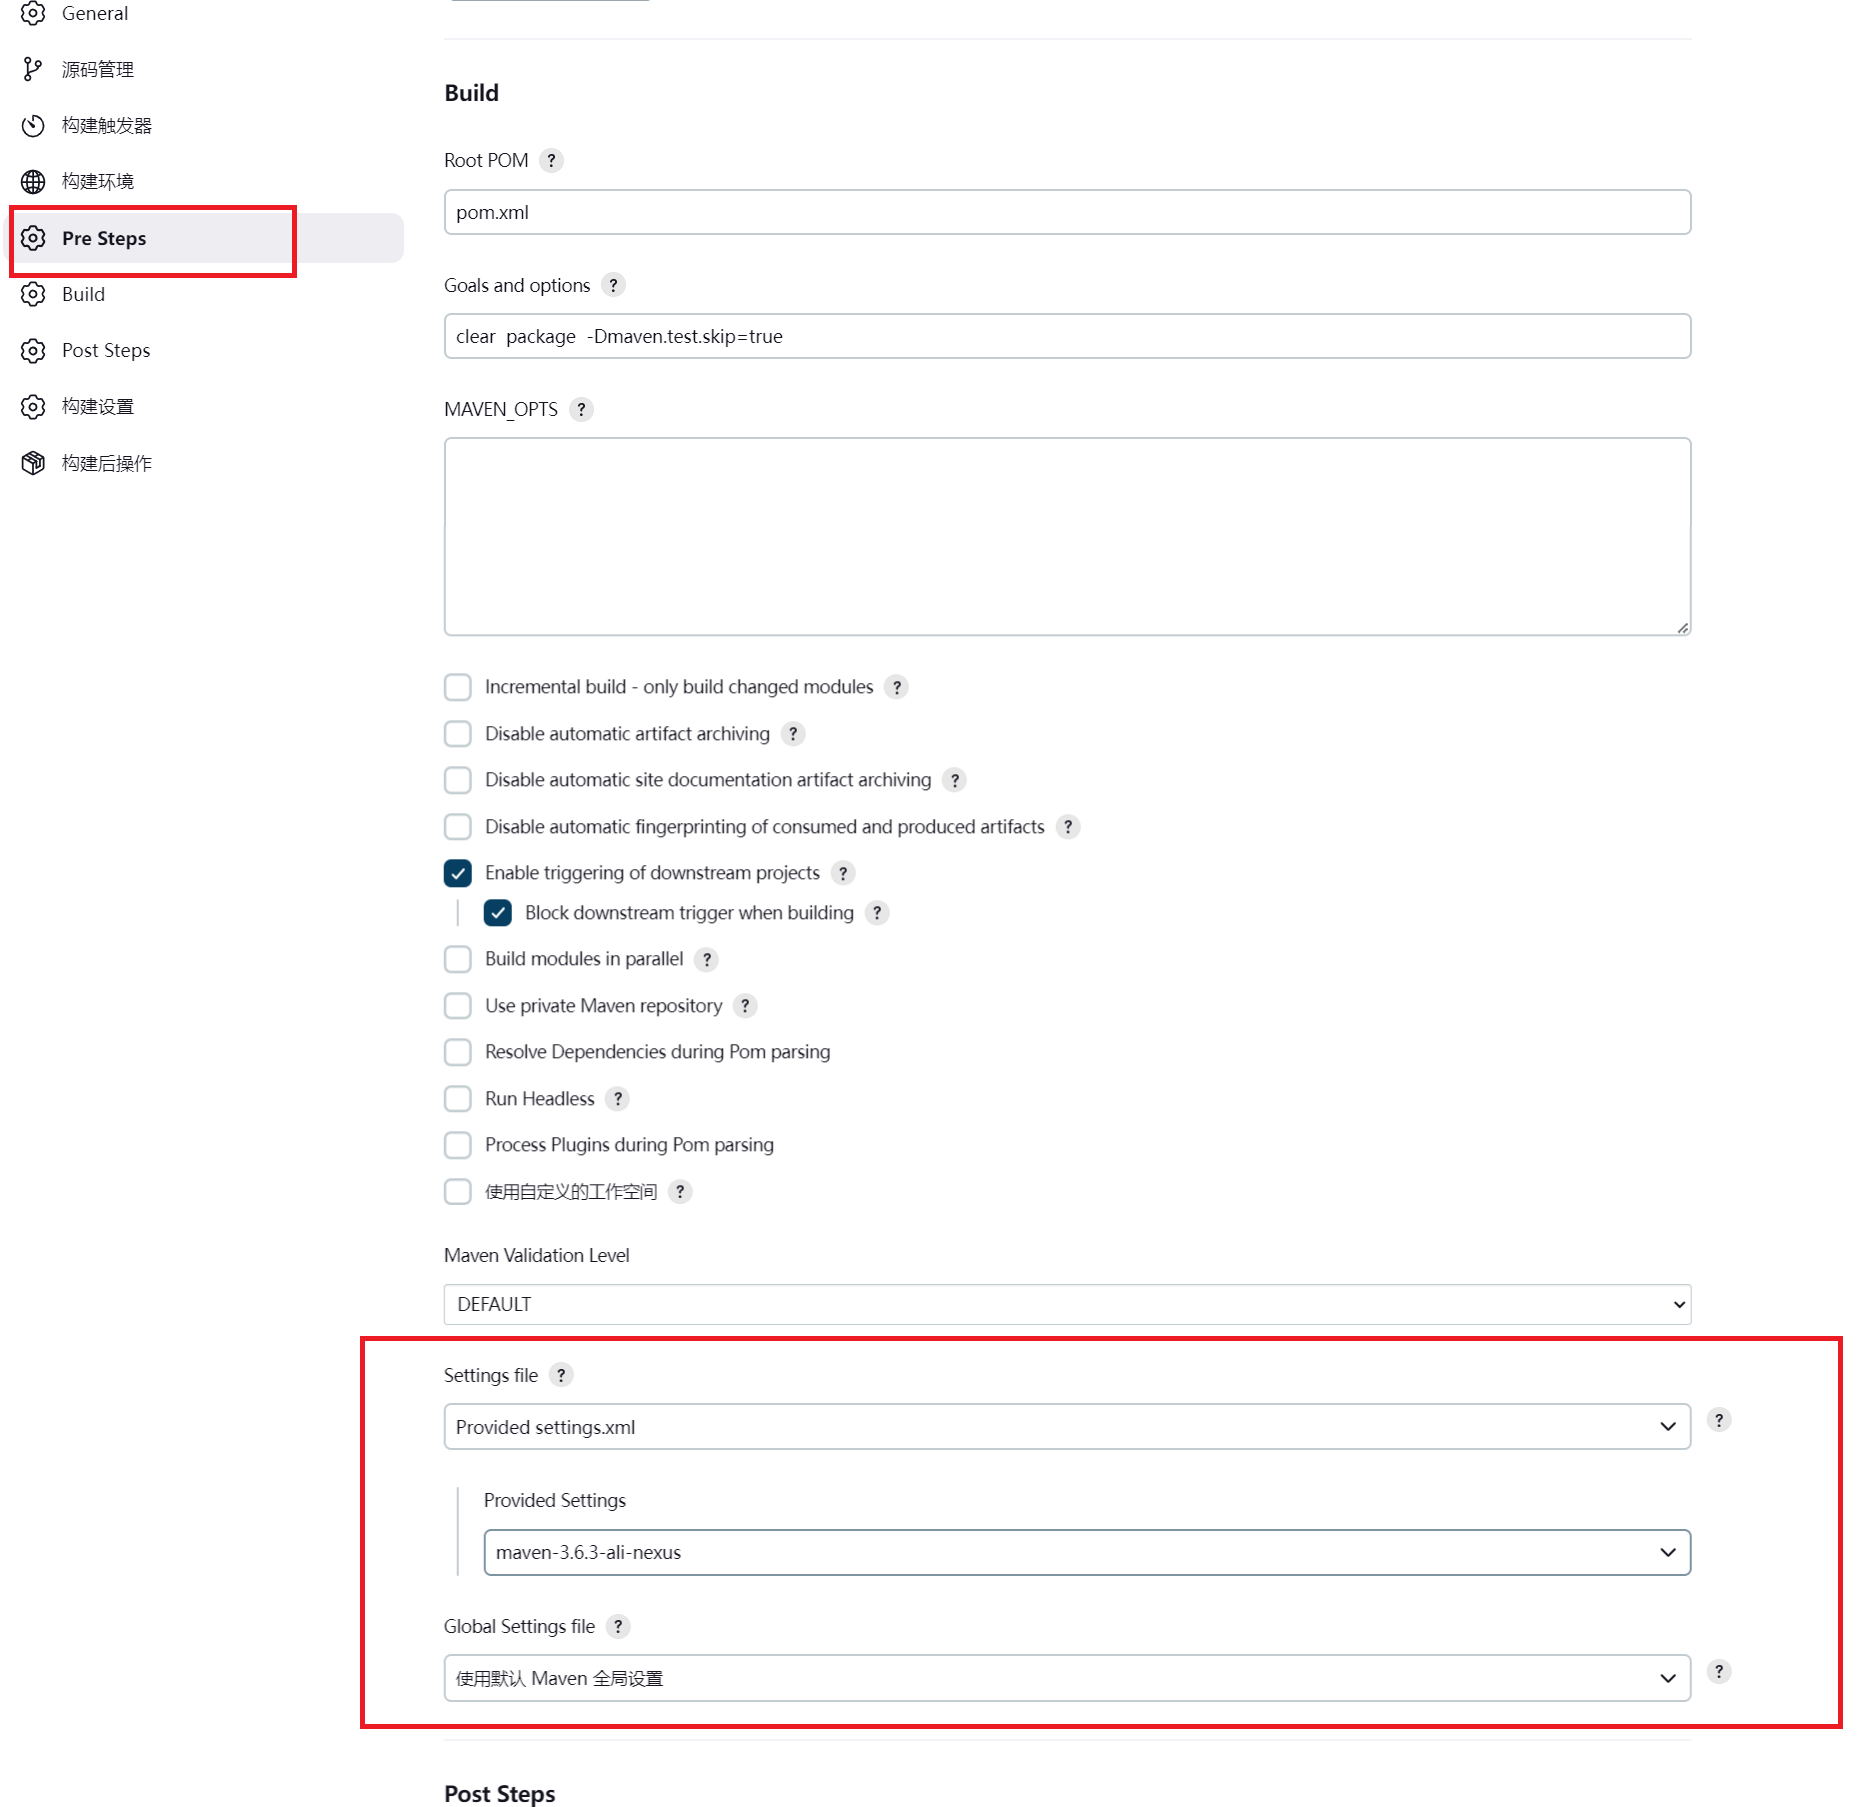 General
源码管理
构建触发器
构建环境
Pre Steps
Build
Post Steps
构建设置
构建后操作
Build
Root POM ?
pom.xml
Goals and options ?
clear  package  -Dmaven.test.skip=true
MAVEN_OPTS ?
Incremental build - only build changed modules ?
Disable automatic artifact archiving ?
Disable automatic site documentation artifact archiving ?
Disable automatic fingerprinting of consumed and produced artifacts ?
Enable triggering of downstream projects ?
Block downstream trigger when building ?
Build modules in parallel ?
Use private Maven repository ?
Resolve Dependencies during Pom parsing
Run Headless ?
Process Plugins during Pom parsing
使用自定义的工作空间 ?
Maven Validation Level
DEFAULT
Settings file ?
Provided settings.xml ?
Provided Settings
maven-3.6.3-ali-nexus
Global Settings file ?
使用默认 Maven 全局设置 ?
Post Steps